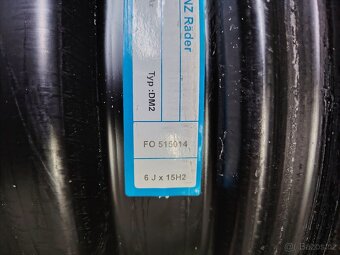 NZ Räder
Typ :DM2
FO 515014
6 J x 15H2